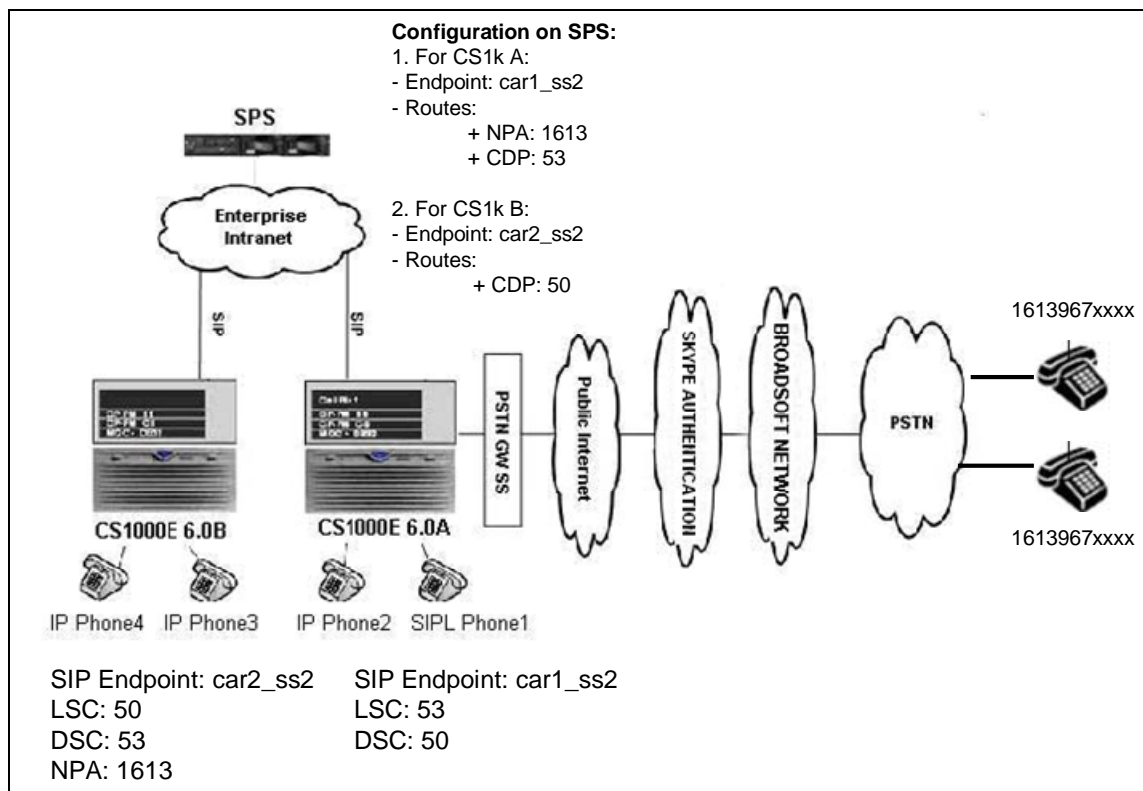 Configuration on SPS:
1. For CS1k A:
- Endpoint: car1_ss2
- Routes:
+ NPA: 1613
+ CDP: 53
2. For CS1k B:
- Endpoint: car2_ss2
- Routes:
+ CDP: 50
SPS
Enterprise
Intranet
SIP
SIP
PSTN GW SS
Public Internet
SKYPE AUTHENTICATION
BROADSOFT NETWORK
PSTN
1613967xxxx
1613967xxxx
CS1000E 6.0B
CS1000E 6.0A
IP Phone4
IP Phone3
IP Phone2
SIPL Phone1
SIP Endpoint: car2_ss2
LSC: 50
DSC: 53
NPA: 1613
SIP Endpoint: car1_ss2
LSC: 53
DSC: 50